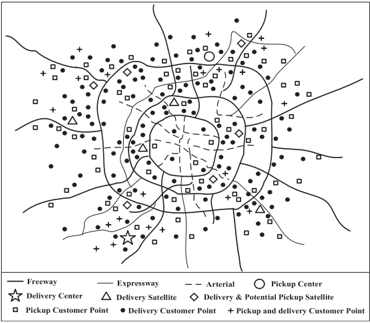 Freeway Expressway Arterial Pickup Center
Delivery Center Delivery Satellite Delivery & Potential Pickup Satellite
Pickup Customer Point Delivery Customer Point Pickup and delivery Customer Point